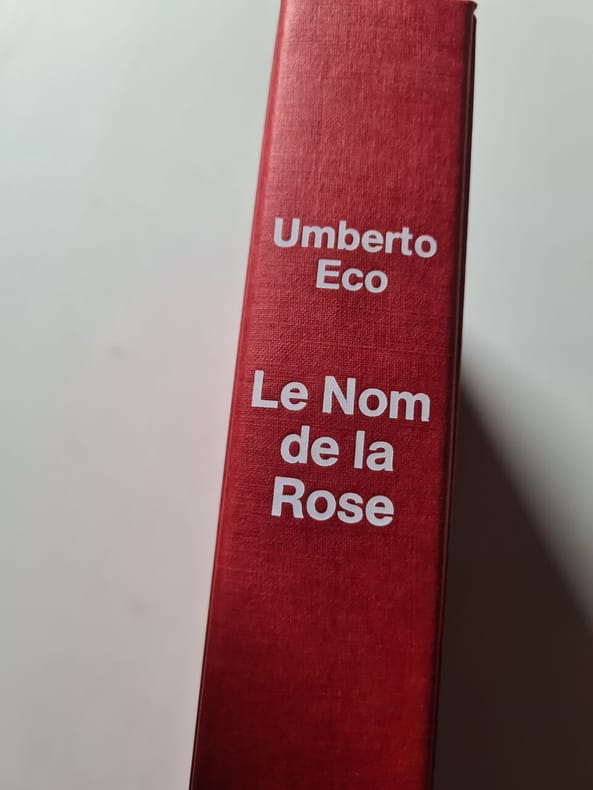 Umberto
Eco
Le Nom
de la
Rose